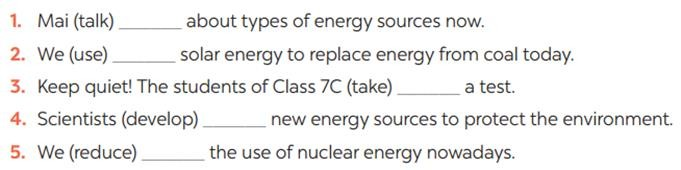 1. Mai (talk) _______ about types of energy sources now.
2. We (use) _______ solar energy to replace energy from coal today.
3. Keep quiet! The students of Class 7C (take) _______ a test.
4. Scientists (develop) _______ new energy sources to protect the environment.
5. We (reduce) _______ the use of nuclear energy nowadays.